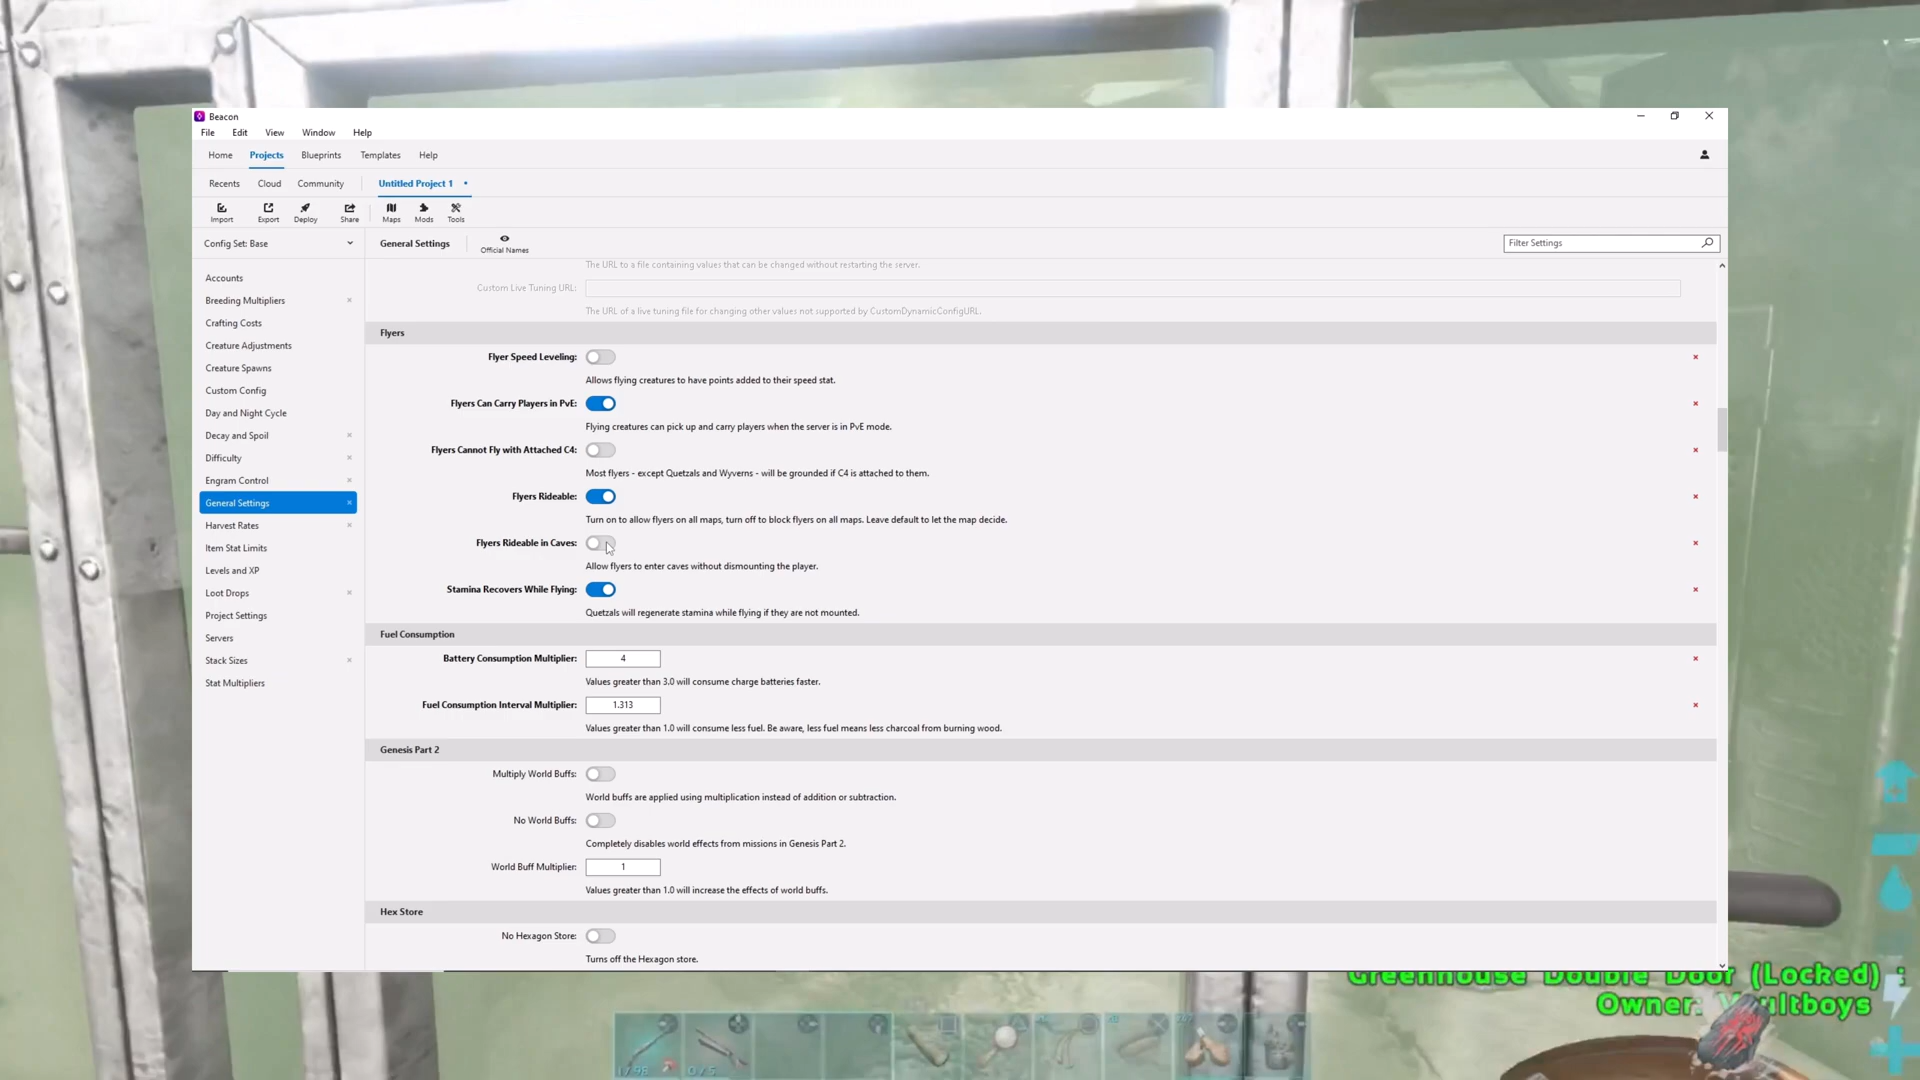 Beacon
File Edit View Window Help
Home Projects Blueprints Templates Help
Recents Cloud Community Untitled Project 1 •
Import Export Deploy Share Maps Mods Tools
Config Set: Base
General Settings Official Names Filter Settings
Accounts
Breeding Multipliers
Crafting Costs
Creature Adjustments
Creature Spawns
Custom Config
Day and Night Cycle
Decay and Spoil
Difficulty
Engram Control
General Settings
Harvest Rates
Item Stat Limits
Levels and XP
Loot Drops
Project Settings
Servers
Stack Sizes
Stat Multipliers
The URL to a file containing values that can be changed without restarting the server.
Custom Live Tuning URL:
The URL of a live tuning file for changing other values not supported by CustomDynamicConfigURL.
Flyers
Flyer Speed Leveling:
Allows flying creatures to have points added to their speed stat.
Flyers Can Carry Players in PvE:
Flying creatures can pick up and carry players when the server is in PvE mode.
Flyers Cannot Fly with Attached C4:
Most flyers - except Quetzals and Wyverns - will be grounded if C4 is attached to them.
Flyers Rideable:
Turn on to allow flyers on all maps, turn off to block flyers on all maps. Leave default to let the map decide.
Flyers Rideable in Caves:
Allow flyers to enter caves without dismounting the player.
Stamina Recovers While Flying:
Quetzals will regenerate stamina while flying if they are not mounted.
Fuel Consumption
Battery Consumption Multiplier: 4
Values greater than 3.0 will consume charge batteries faster.
Fuel Consumption Interval Multiplier: 1.313
Values greater than 1.0 will consume less fuel. Be aware, less fuel means less charcoal from burning wood.
Genesis Part 2
Multiply World Buffs:
World buffs are applied using multiplication instead of addition or subtraction.
No World Buffs:
Completely disables world effects from missions in Genesis Part 2.
World Buff Multiplier: 1
Values greater than 1.0 will increase the effects of world buffs.
Hex Store
No Hexagon Store:
Turns off the Hexagon store.
Greenhouse Double Door (Locked) :
Owner: